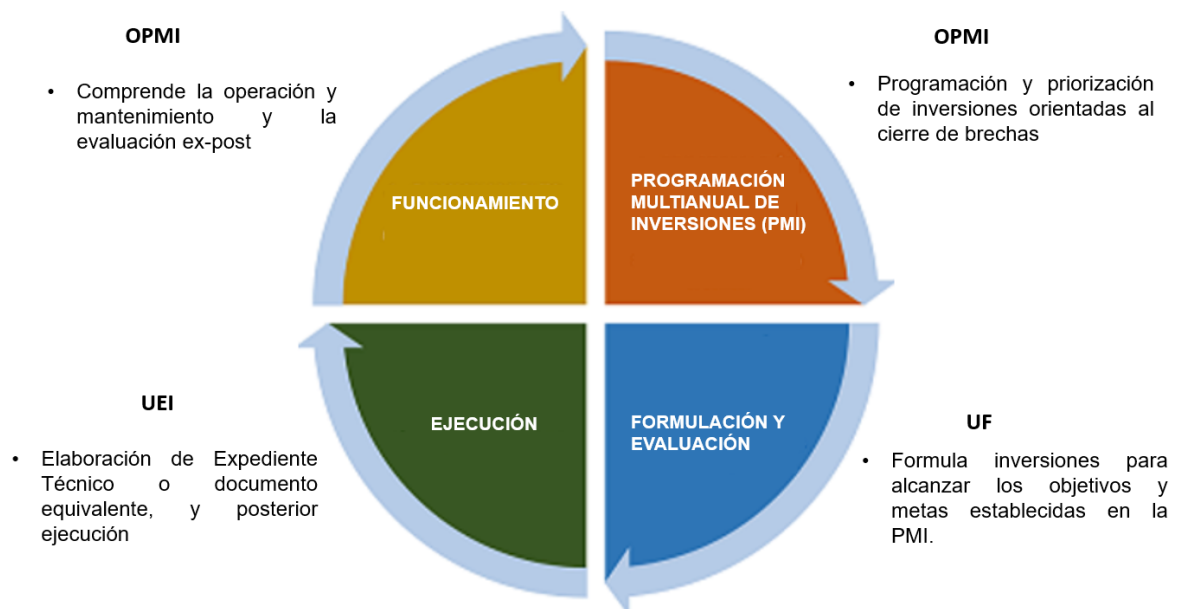 OPMI
• Comprende la operación y
mantenimiento y la
evaluación ex-post
FUNCIONAMIENTO
OPMI
• Programación y priorización
de inversiones orientadas al
cierre de brechas
PROGRAMACIÓN
MULTIANUAL DE
INVERSIONES (PMI)
UEI
• Elaboración de Expediente
Técnico o documento
equivalente, y posterior
ejecución
EJECUCIÓN
FORMULACIÓN Y
EVALUACIÓN
UF
• Formula inversiones para
alcanzar los objetivos y
metas establecidas en la
PMI.